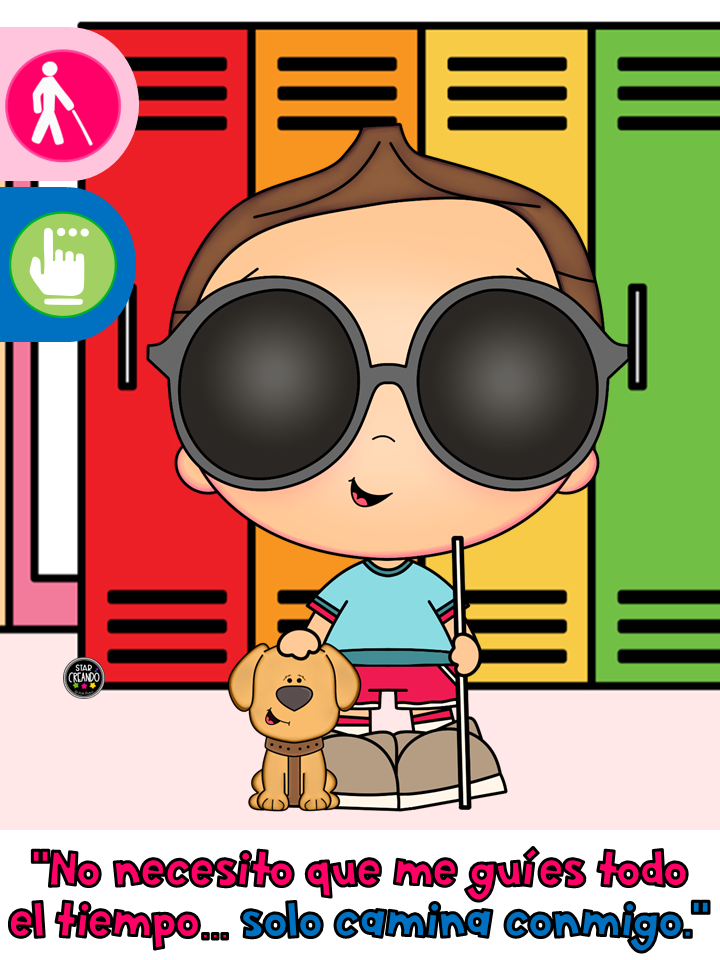 STAR
CREANDO
"No necesito que me guíes todo
el tiempo... solo camina conmigo."